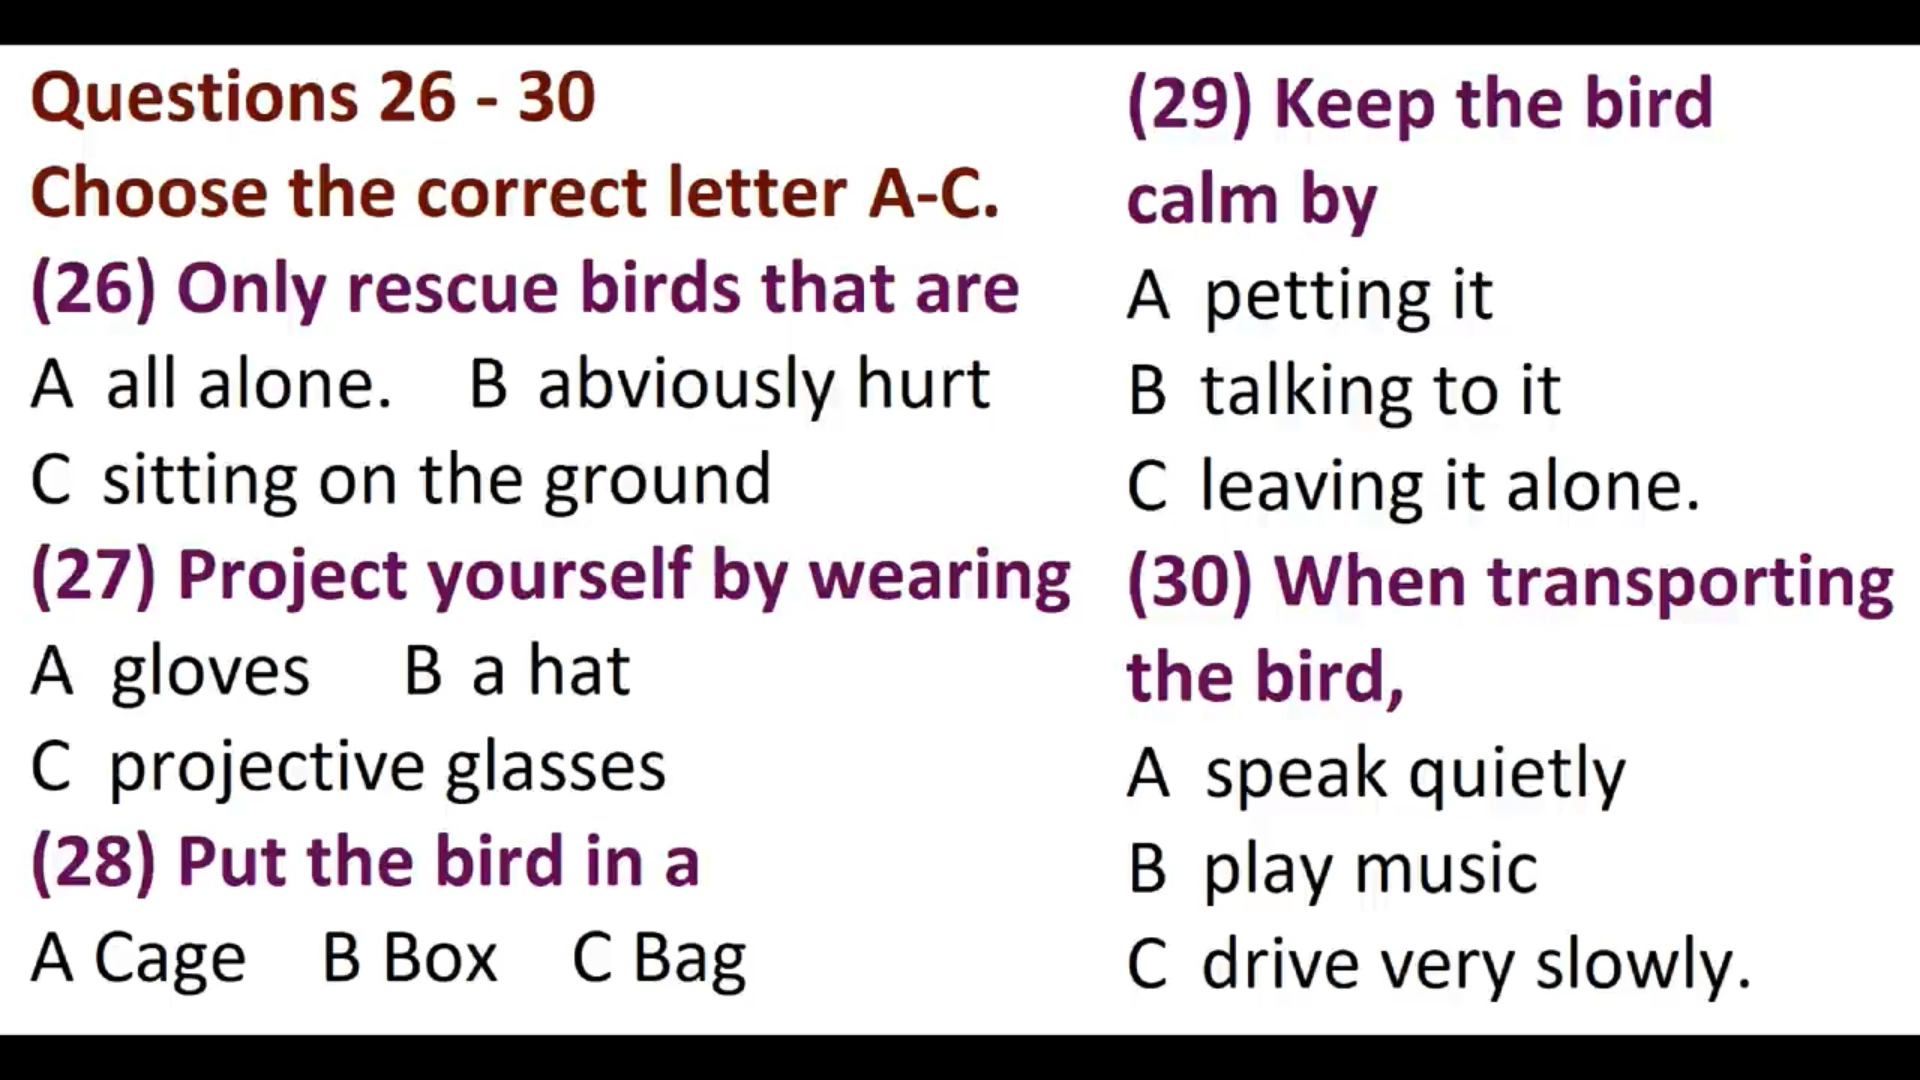 Questions 26 - 30
Choose the correct letter A-C.
(26) Only rescue birds that are
A all alone. B abviously hurt
C sitting on the ground
(27) Project yourself by wearing
A gloves B a hat
C projective glasses
(28) Put the bird in a
A Cage B Box C Bag
(29) Keep the bird
calm by
A petting it
B talking to it
C leaving it alone.
(30) When transporting
the bird,
A speak quietly
B play music
C drive very slowly.